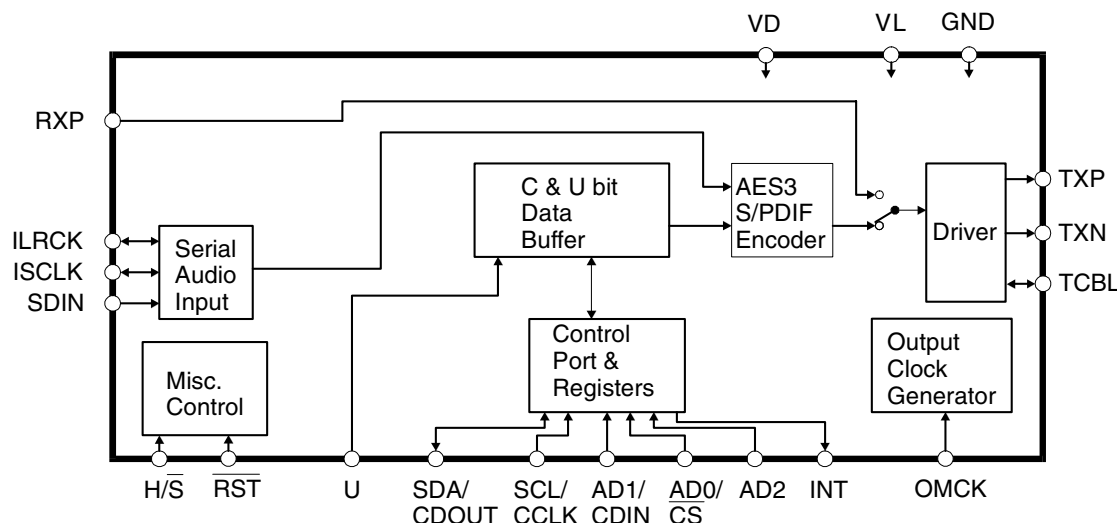 VD
VL
GND
RXP
C & U bit
Data
Buffer
AES3
S/PDIF
Encoder
Driver
TXP
TXN
TCBL
ILRCK
ISCLK
SDIN
Serial
Audio
Input
Control
Port &
Registers
Output
Clock
Generator
Misc.
Control
H/S̅
R̅S̅T̅
U
SDA/
CDOUT
SCL/
CCLK
AD1/
CDIN
AD0/
C̅S̅
AD2
INT
OMCK